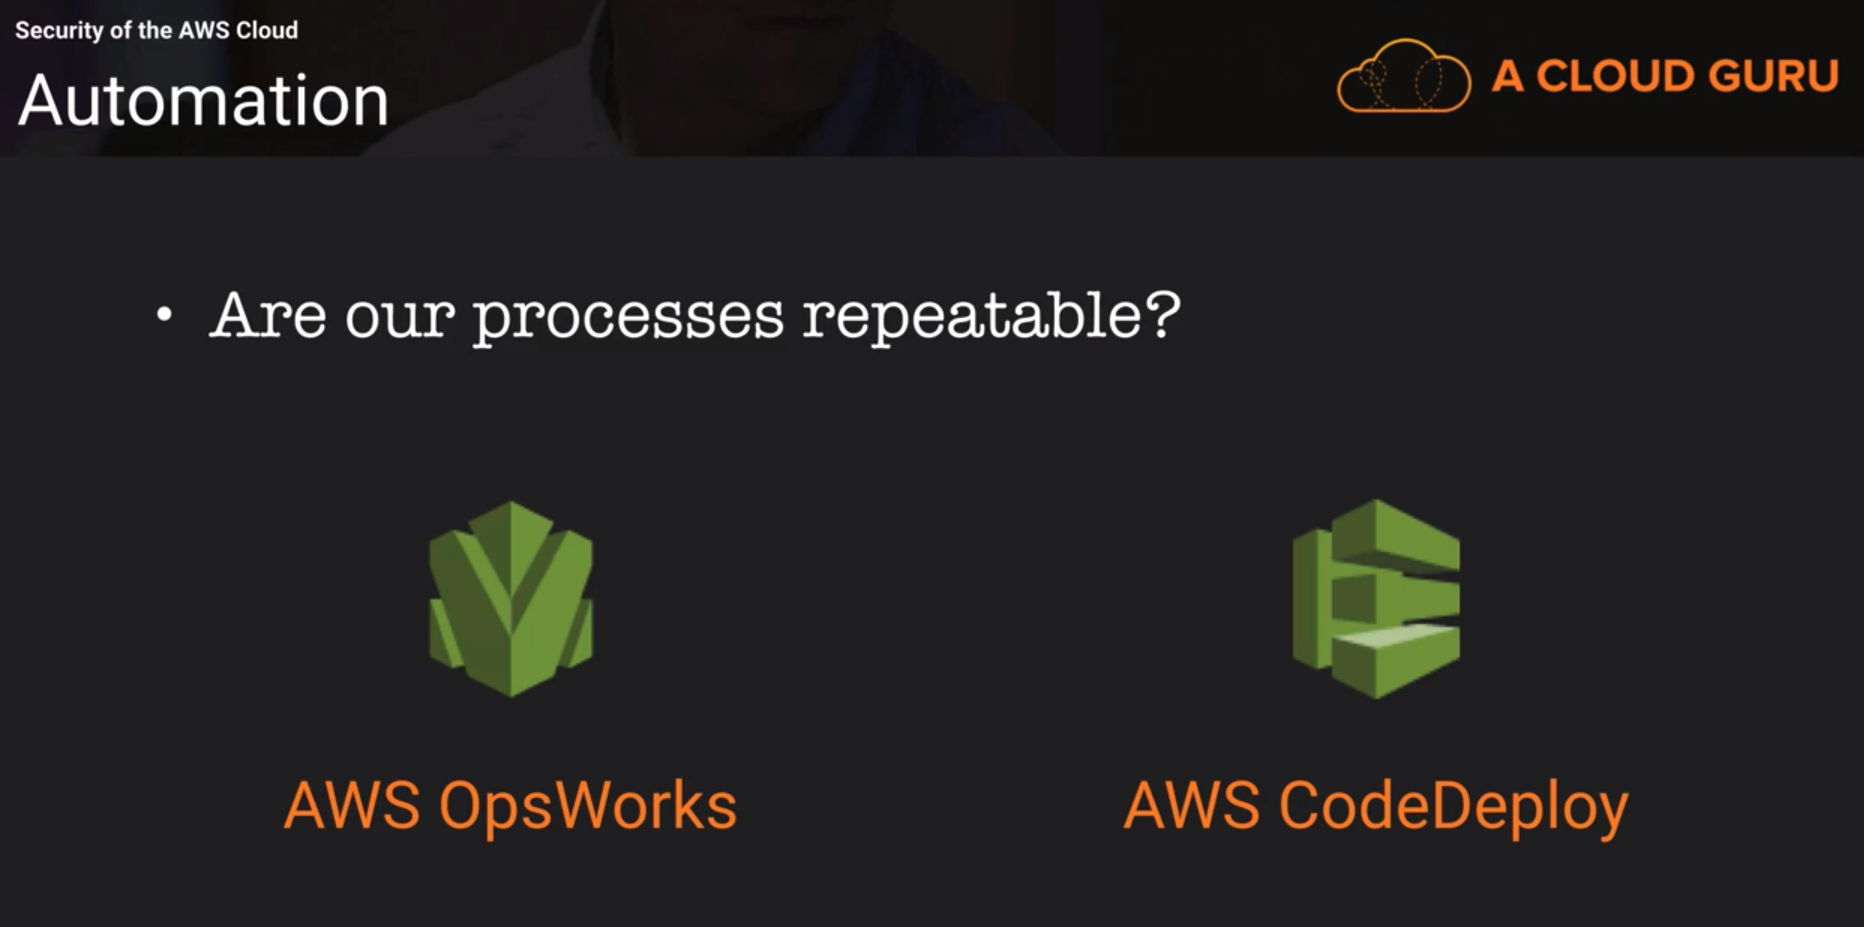 Security of the AWS Cloud
Automation
A CLOUD GURU
• Are our processes repeatable?
AWS OpsWorks
AWS CodeDeploy